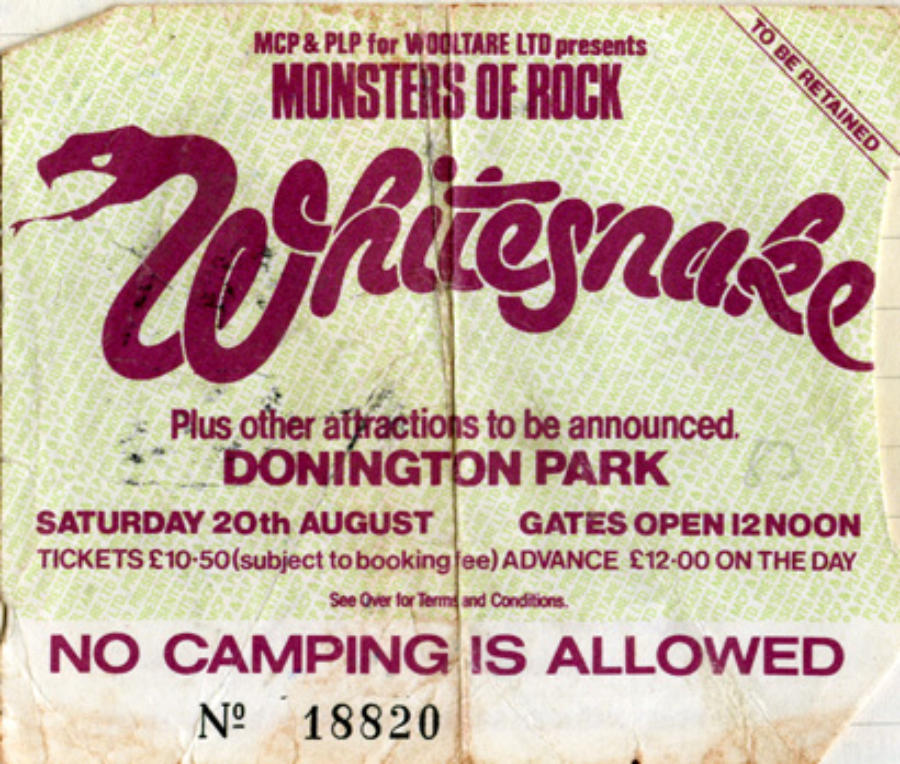 MCP & PLP for WOOLTARE LTD presents
MONSTERS OF ROCK
TO BE RETAINED
Whitesnake
Plus other attractions to be announced.
DONINGTON PARK
SATURDAY 20th AUGUST GATES OPEN 12 NOON
TICKETS £10·50 (subject to booking fee) ADVANCE £12·00 ON THE DAY
See Over for Terms and Conditions.
NO CAMPING IS ALLOWED
Nº 18820